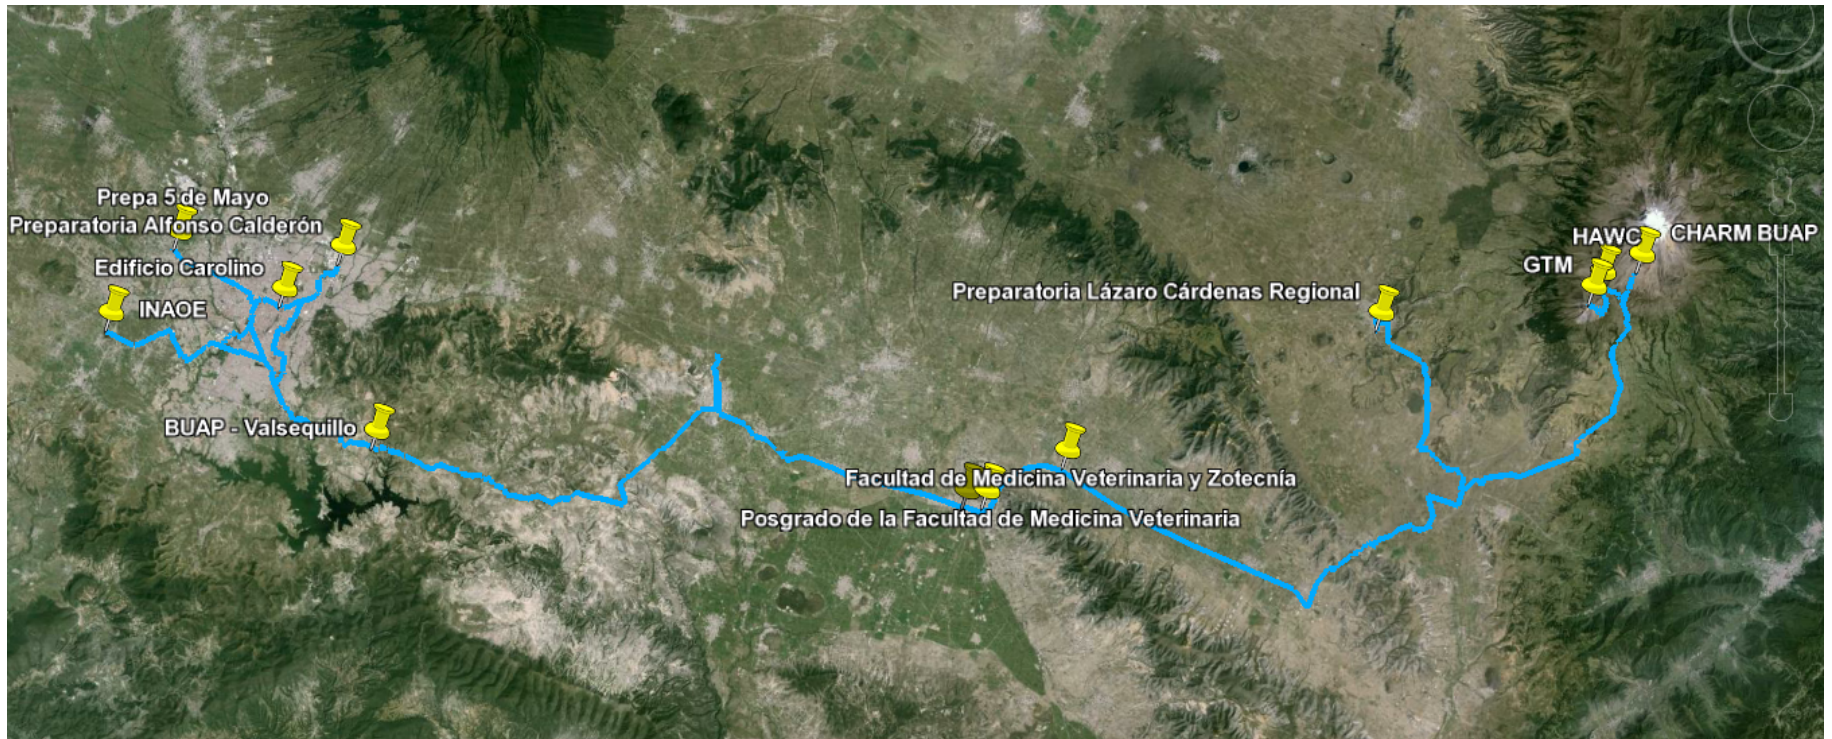 Prepa 5 de Mayo
Preparatoria Alfonso Calderón
Edificio Carolino
INAOE
BUAP - Valsequillo
Facultad de Medicina Veterinaria y Zotecnía
Posgrado de la Facultad de Medicina Veterinaria
Preparatoria Lázaro Cárdenas Regional
GTM
HAWC
CHARM BUAP